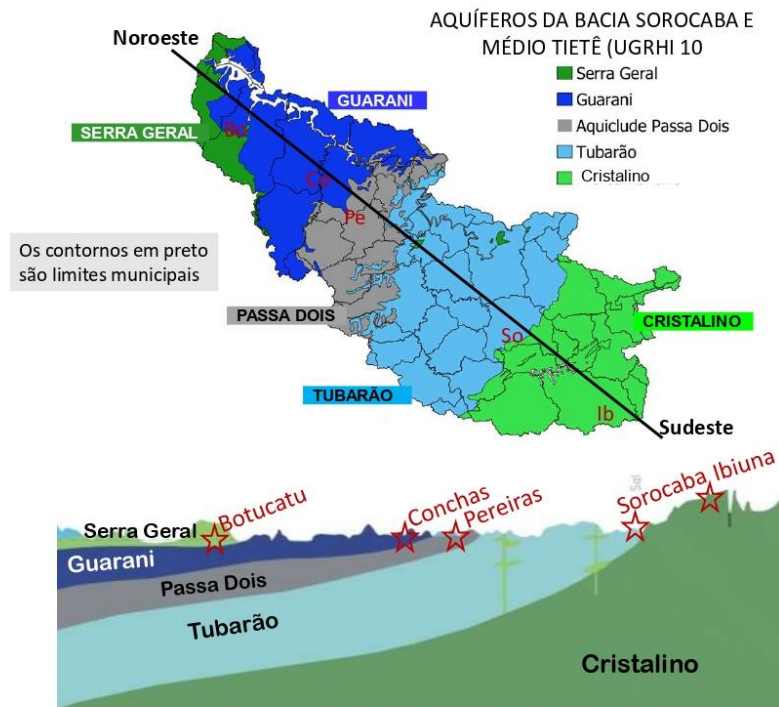 AQUÍFEROS DA BACIA SOROCABA E
MÉDIO TIETÊ (UGRHI 10
Serra Geral
Guarani
Aquiclude Passa Dois
Tubarão
Cristalino
Noroeste
GUARANI
SERRA GERAL
Bo
Co
Pe
Os contornos em preto
são limites municipais
PASSA DOIS
So
CRISTALINO
TUBARÃO
Ib
Sudeste
Botucatu
Conchas
Pereiras
Sorocaba
Ibiuna
Sal
Serra Geral
Guarani
Passa Dois
Tubarão
Cristalino